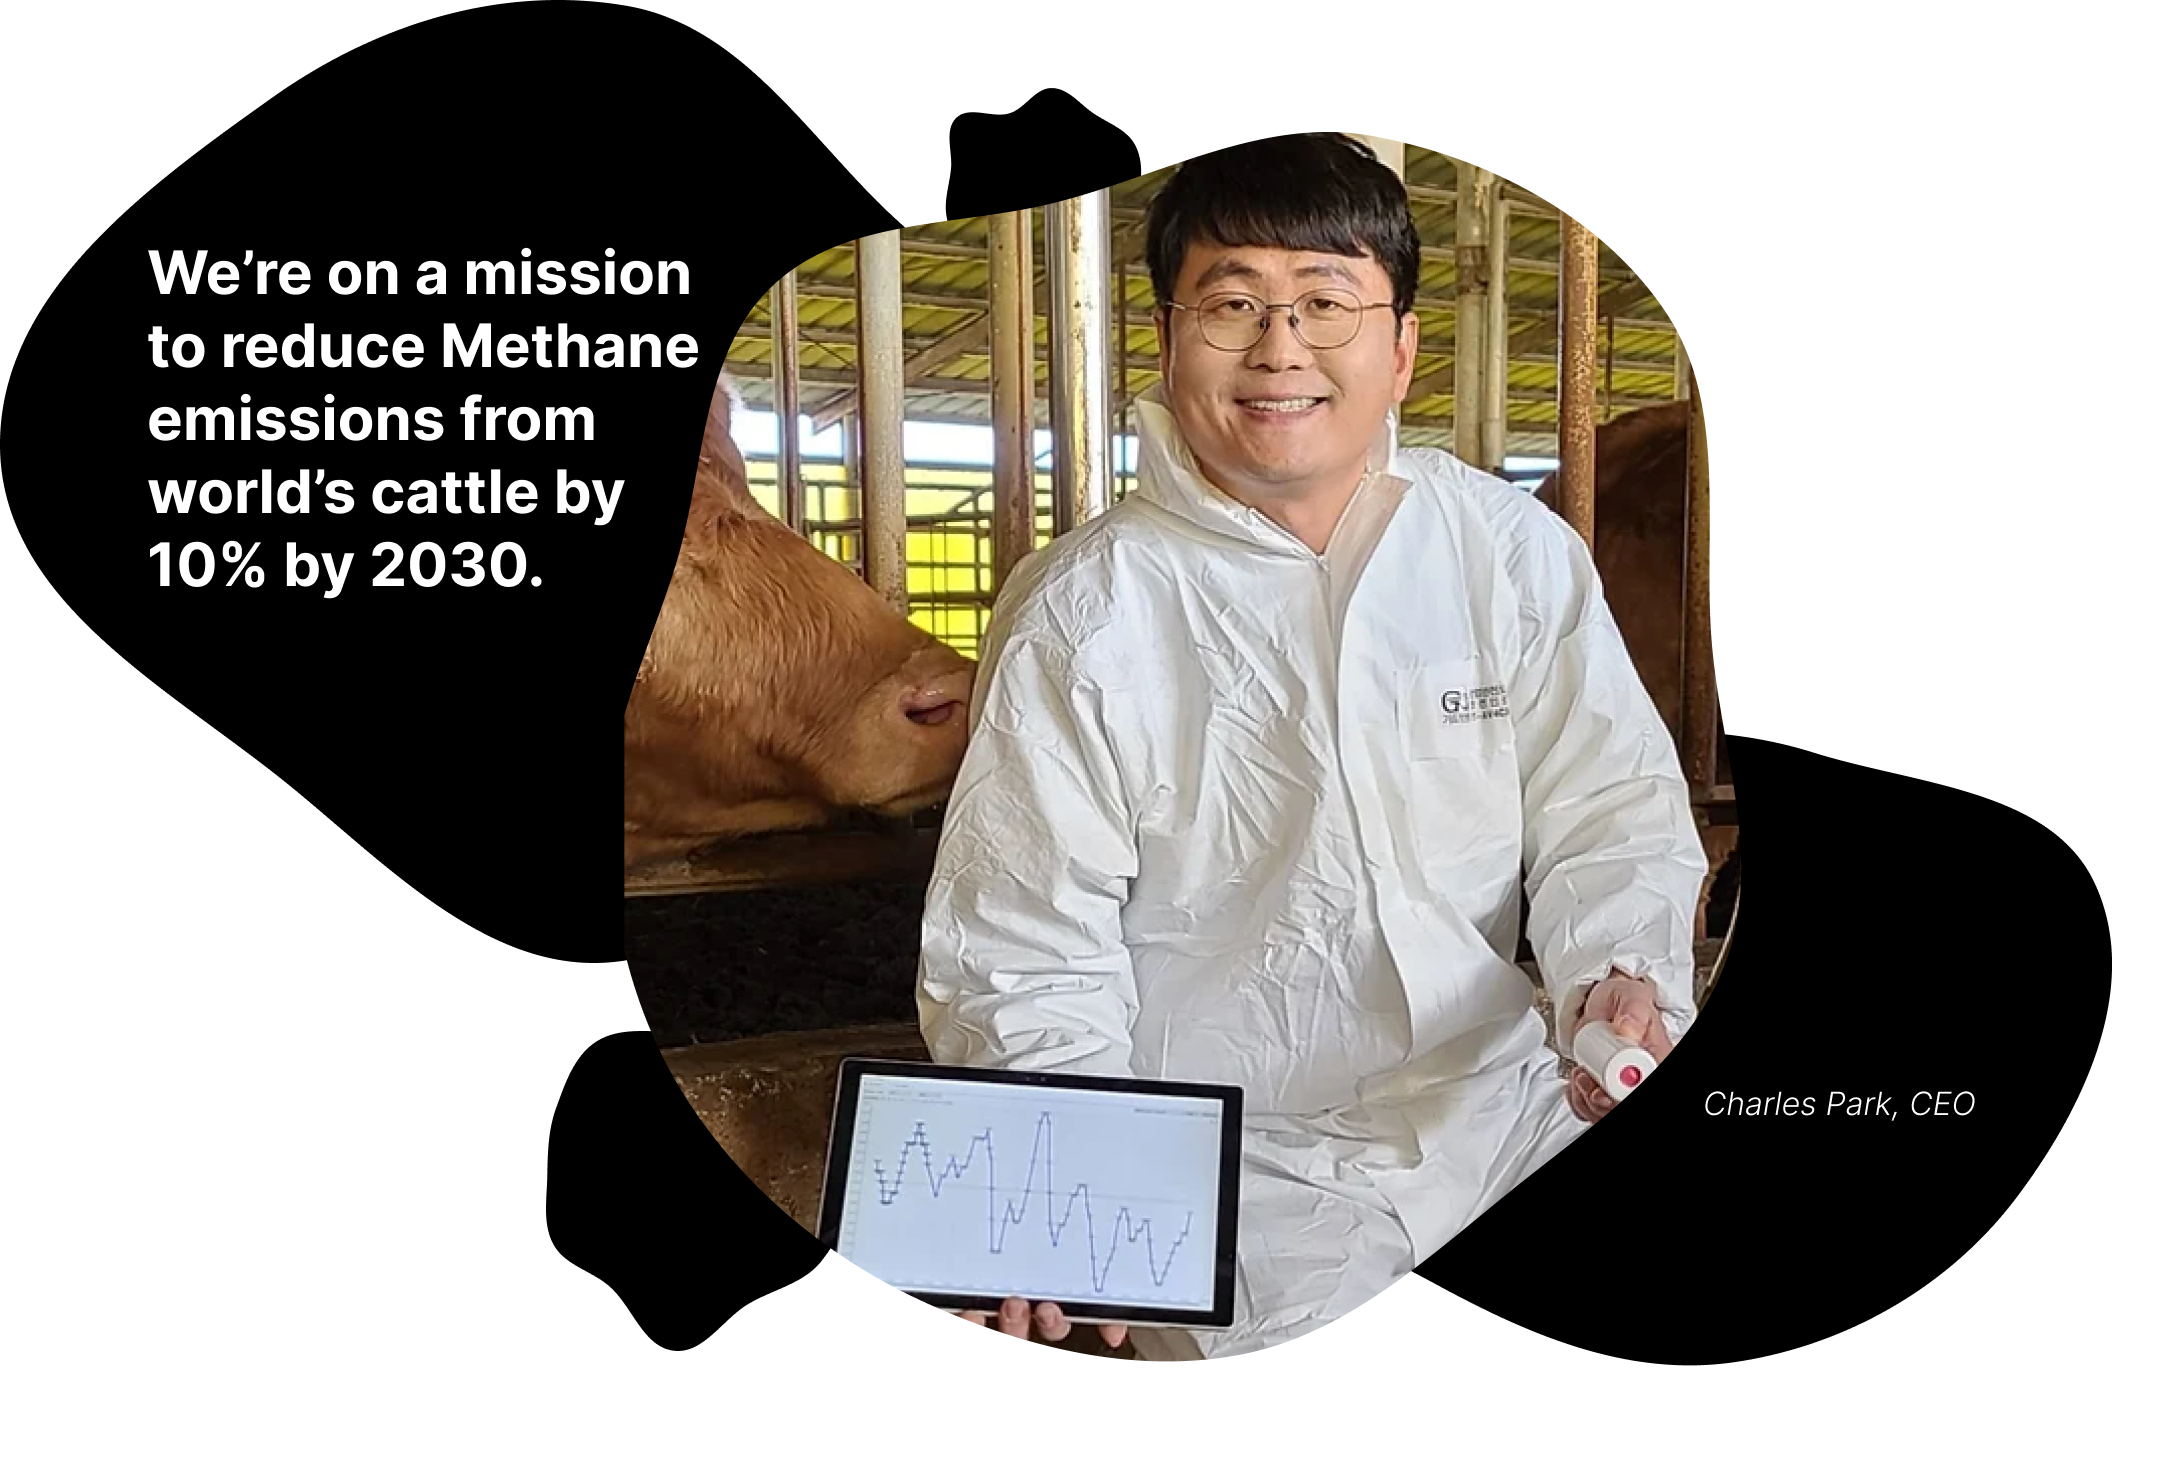 We’re on a mission
to reduce Methane
emissions from
world’s cattle by
10% by 2030.
Charles Park, CEO